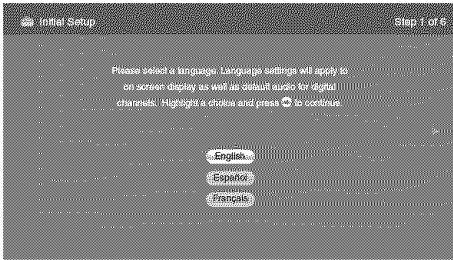 Initial Setup
Step 1 of 6
Please select a language. Language settings will apply to
on screen display as well as default audio for digital
channels. Highlight a choice and press to continue.
English
Español
Français